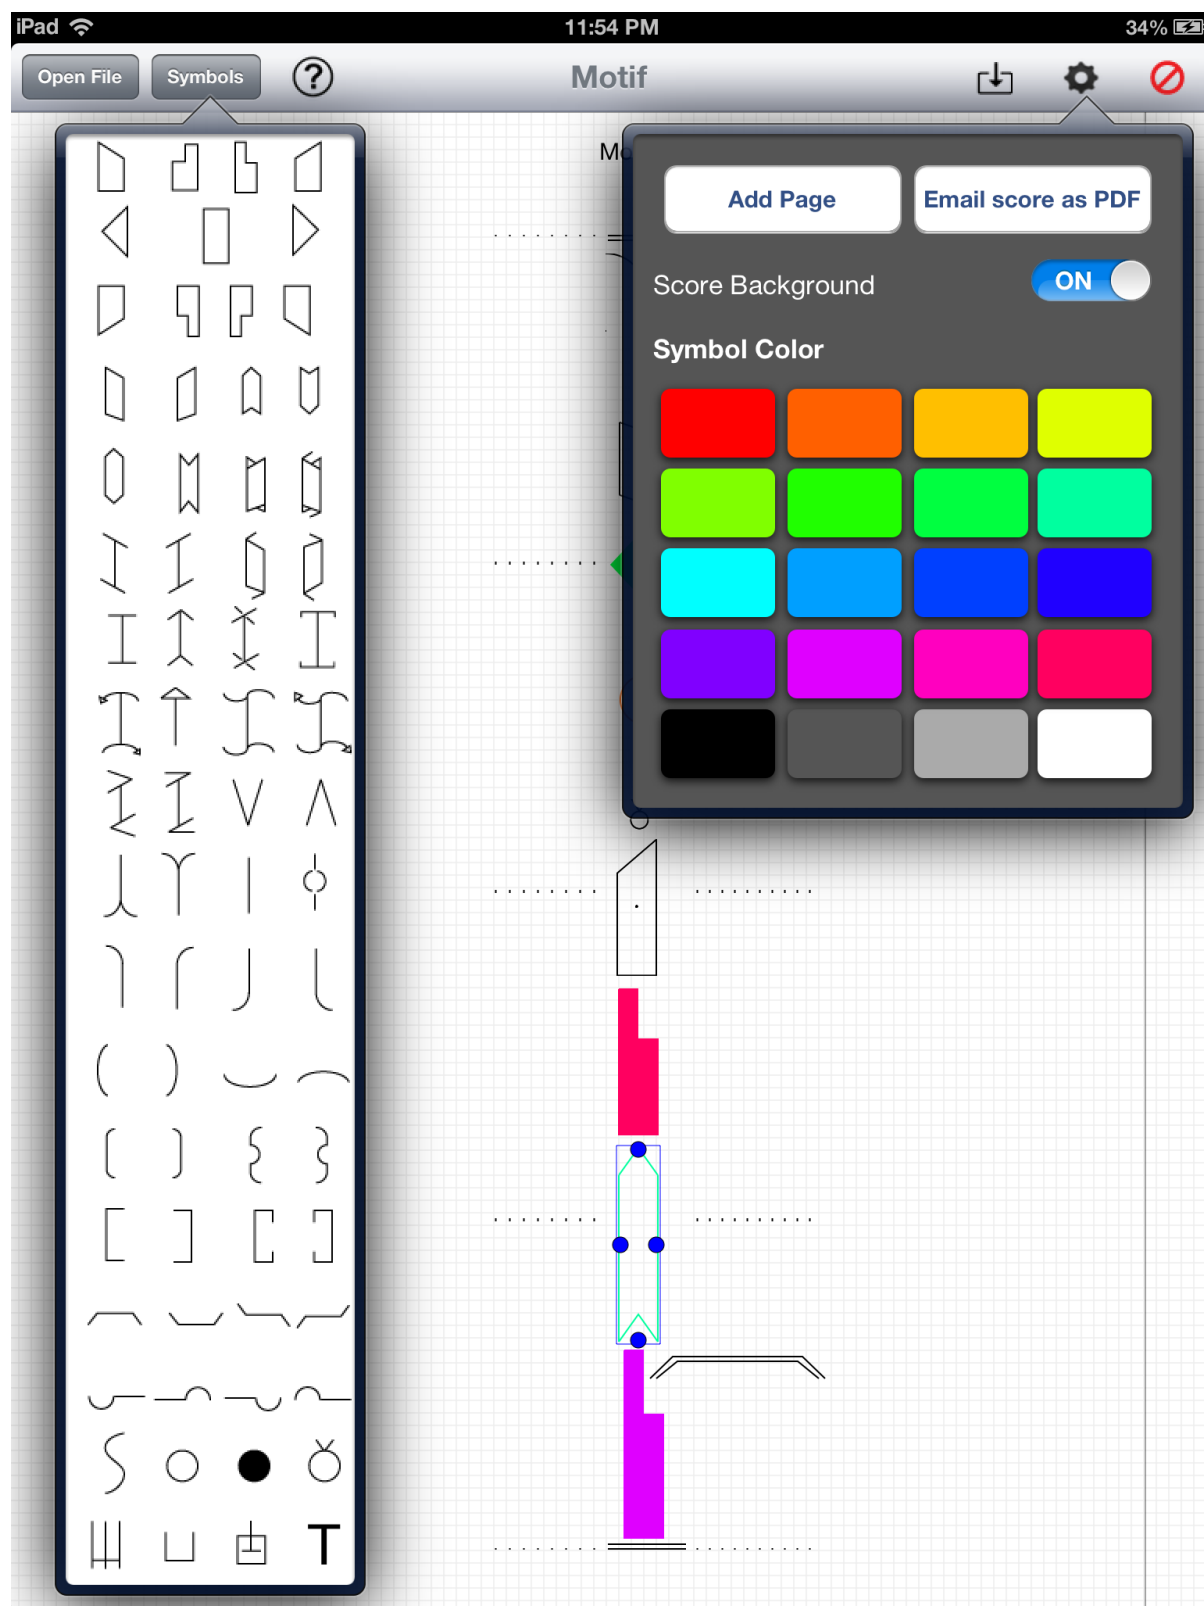 iPad 11:54 PM 34%
Open File Symbols ? Motif
Mo
Add Page Email score as PDF
Score Background ON
Symbol Color
T